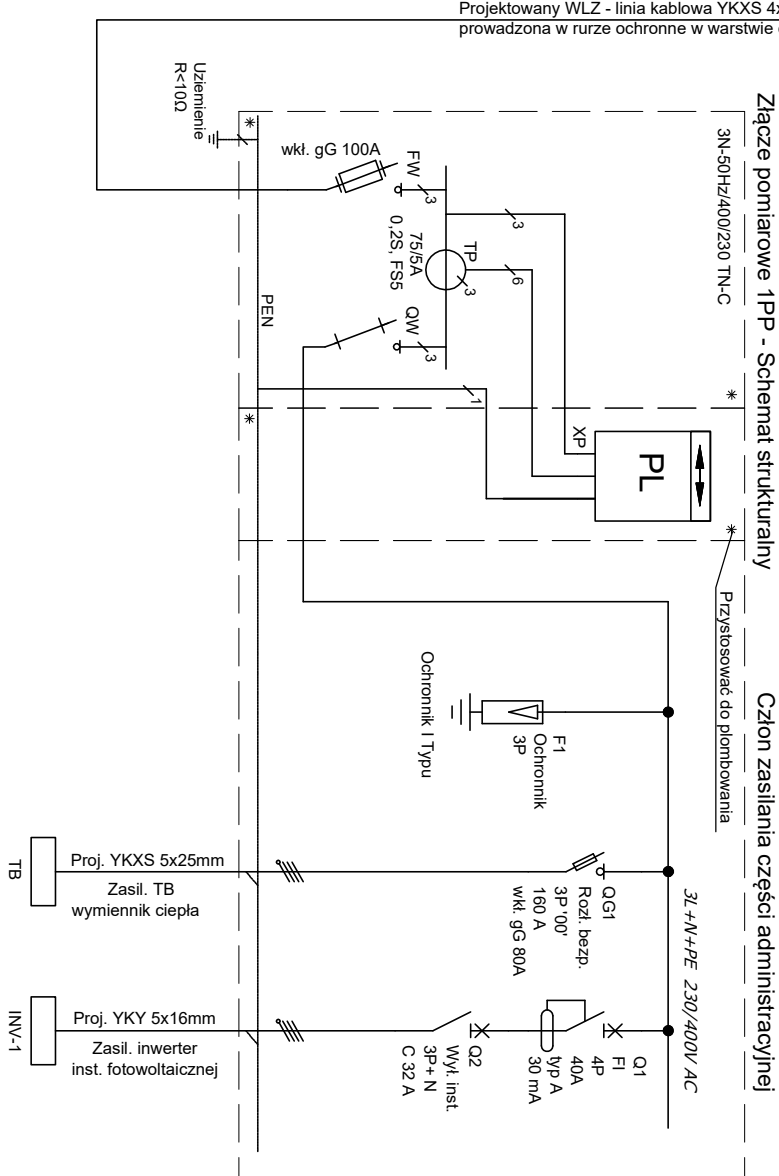 Projektowany WLZ - linia kablowa YKXS 4x
prowadzona w rurze ochronne w warstwie
Złącze pomiarowe 1PP - Schemat strukturalny
Człon zasilania części administracyjnej
3N-50Hz/400/230 TN-C
Przystosować do plombowania
3L+N+PE 230/400V AC
*
*
*
*
Uziemienie
R<10Ω
wkł. gG 100A
FW
3
3
TP
6
3
75/5A
0,2S, FS5
QW
3
PEN
1
XP
PL
F1
Ochronnik
3P
Ochronnik I Typu
QG1
Rozł. bezp.
3P '00'
160 A
wkł. gG 80A
Q1
FI
4P
40A
typ A
30 mA
Q2
Wył. inst.
3P+ N
C 32 A
Proj. YKXS 5x25mm
Zasil. TB
wymiennik ciepła
TB
Proj. YKY 5x16mm
Zasil. inwerter
inst. fotowoltaicznej
INV-1